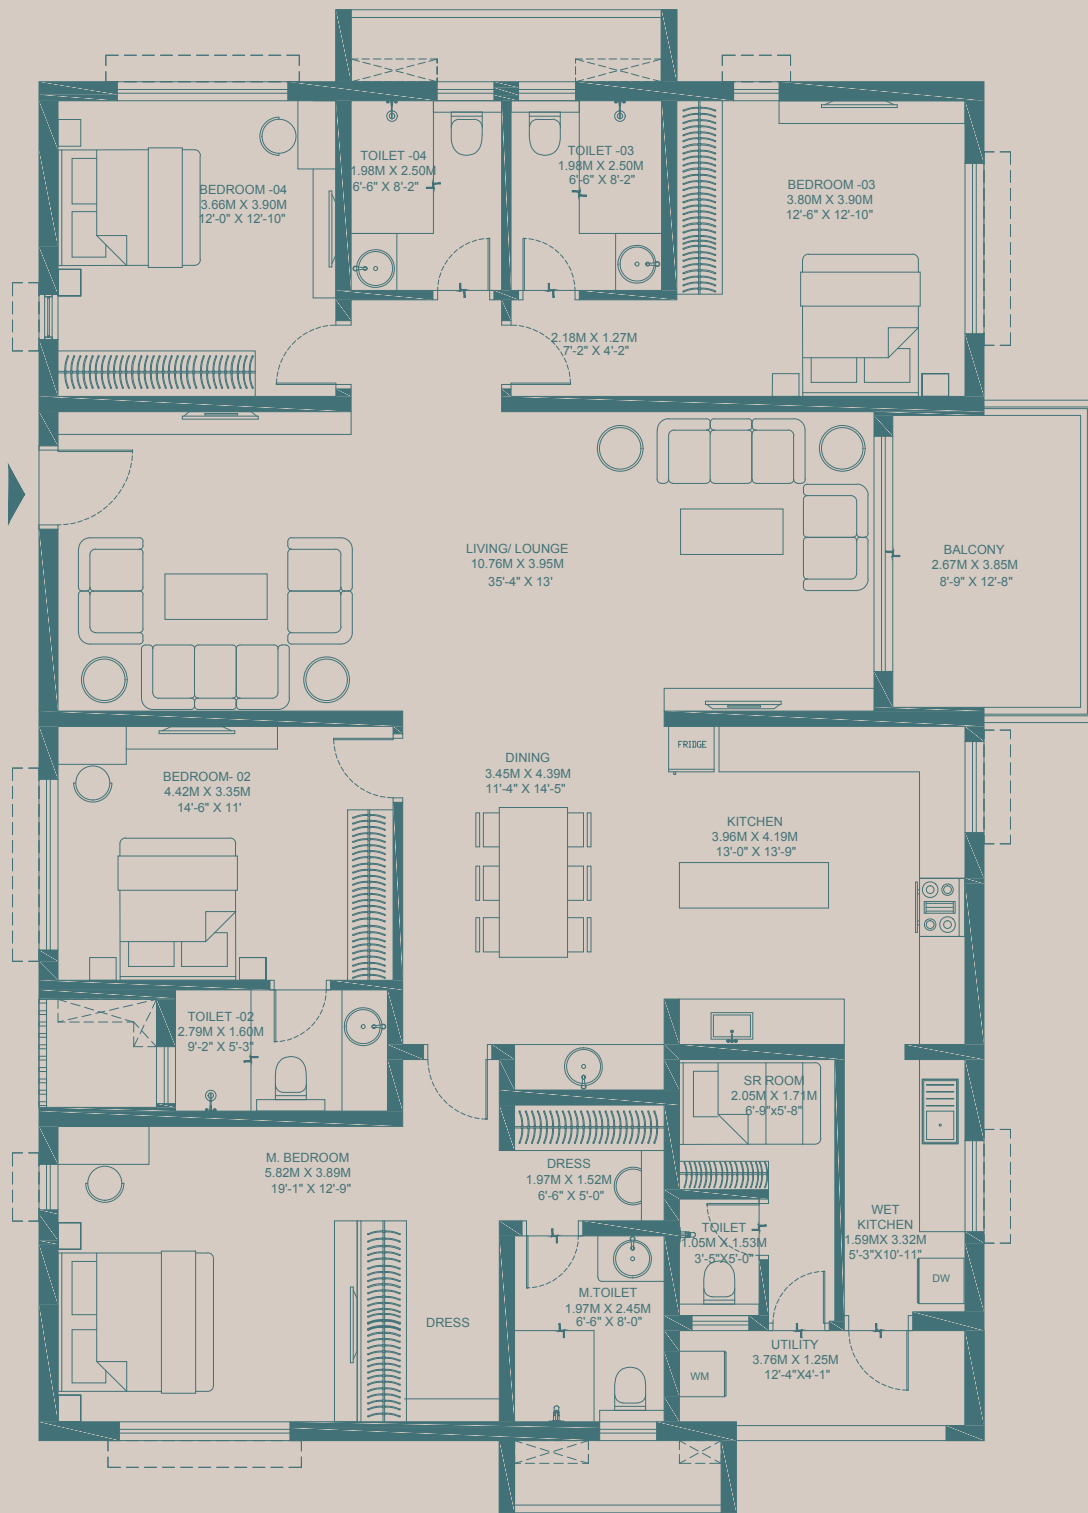 BEDROOM -04
3.66M X 3.90M
12'-0" X 12'-10"
TOILET -04
1.98M X 2.50M
6'-6" X 8'-2"
TOILET -03
1.98M X 2.50M
6'-6" X 8'-2"
BEDROOM -03
3.80M X 3.90M
12'-6" X 12'-10"
2.18M X 1.27M
7'-2" X 4'-2"
LIVING/ LOUNGE
10.76M X 3.95M
35'-4" X 13'
BALCONY
2.67M X 3.85M
8'-9" X 12'-8"
BEDROOM- 02
4.42M X 3.35M
14'-6" X 11'
DINING
3.45M X 4.39M
11'-4" X 14'-5"
FRIDGE
KITCHEN
3.96M X 4.19M
13'-0" X 13'-9"
TOILET -02
2.79M X 1.60M
9'-2" X 5'-3"
SR ROOM
2.05M X 1.71M
6'-9"x5'-8"
M. BEDROOM
5.82M X 3.89M
19'-1" X 12'-9"
DRESS
1.97M X 1.52M
6'-6" X 5'-0"
TOILET
1.05M X 1.53M
3'-5"X5'-0"
WET
KITCHEN
1.59MX 3.32M
5'-3"X10'-11"
DW
M.TOILET
1.97M X 2.45M
6'-6" X 8'-0"
DRESS
UTILITY
3.76M X 1.25M
12'-4"X4'-1"
WM